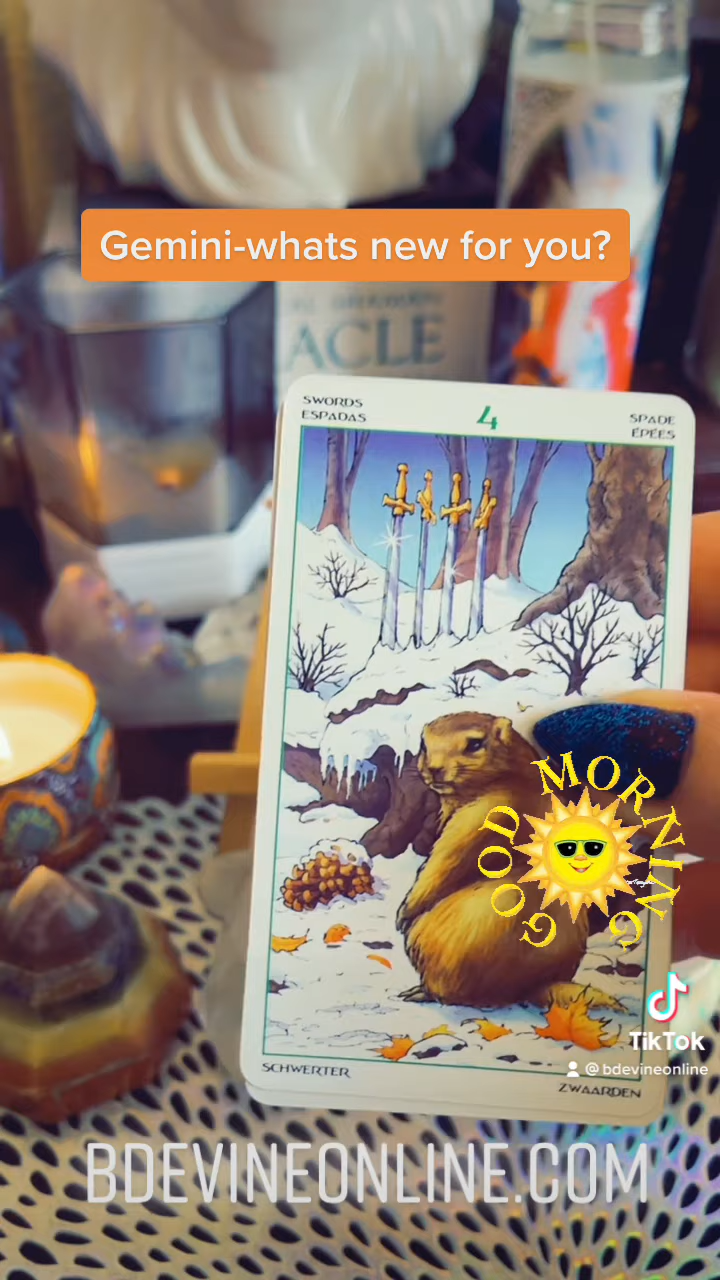 Gemini-whats new for you?
ACLE
SWORDS
ESPADAS
4
SPADE
ÉPÉES
GOOD MORNING
TikTok
@bdevineonline
SCHWERTER
ZWAARDEN
BDEVINEONLINE.COM